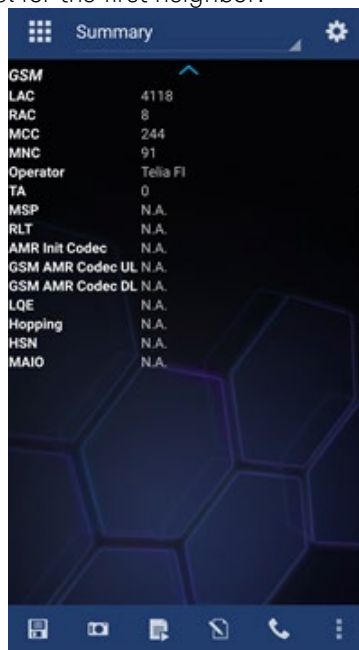 for the first neighbor.
Summary
GSM
LAC 4118
RAC 8
MCC 244
MNC 91
Operator Telia FI
TA 0
MSP N.A.
RLT N.A.
AMR Init Codec N.A.
GSM AMR Codec UL N.A.
GSM AMR Codec DL N.A.
LQE N.A.
Hopping N.A.
HSN N.A.
MAIO N.A.